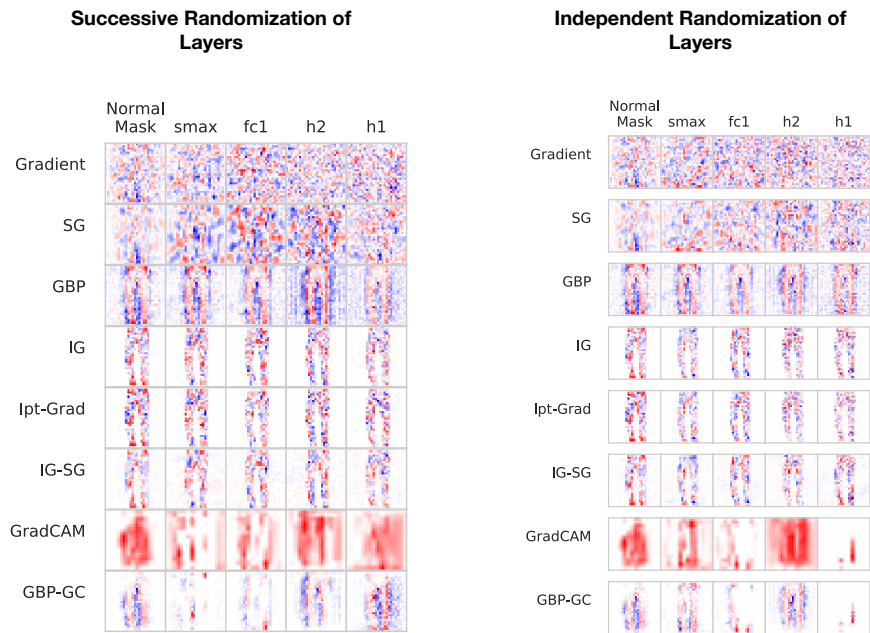 Successive Randomization of
Layers
Normal
Mask smax fc1 h2 h1
Gradient
SG
GBP
IG
Ipt-Grad
IG-SG
GradCAM
GBP-GC
Independent Randomization of
Layers
Normal
Mask smax fc1 h2 h1
Gradient
SG
GBP
IG
Ipt-Grad
IG-SG
GradCAM
GBP-GC